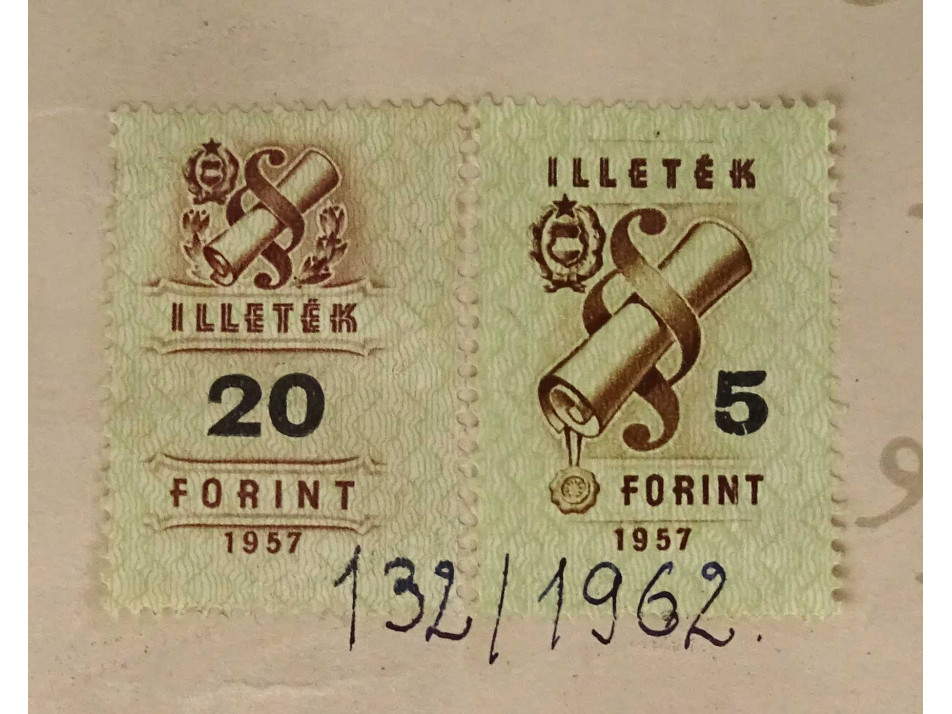 ILLETÉK
20
FORINT
1957
ILLETÉK
5
FORINT
1957
132/1962.